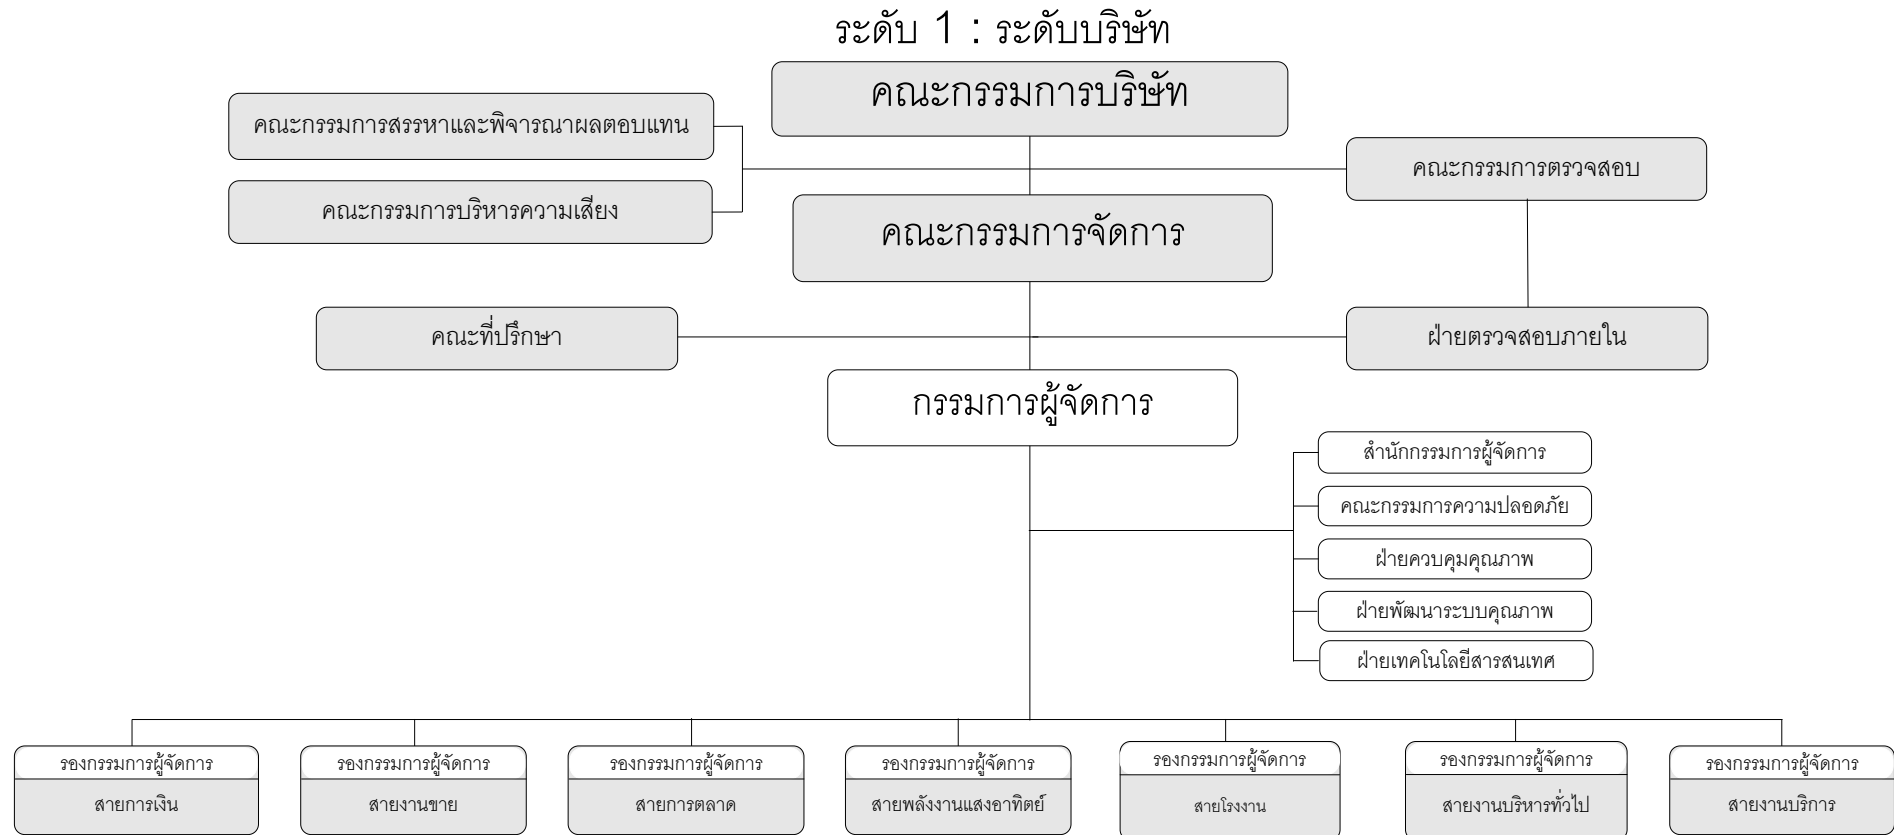 ระดับ 1 : ระดับบริษัท
คณะกรรมการบริษัท
คณะกรรมการสรรหาและพิจารณาผลตอบแทน
คณะกรรมการตรวจสอบ
คณะกรรมการบริหารความเสี่ยง
คณะกรรมการจัดการ
คณะที่ปรึกษา
ฝ่ายตรวจสอบภายใน
กรรมการผู้จัดการ
สำนักกรรมการผู้จัดการ
คณะกรรมการความปลอดภัย
ฝ่ายควบคุมคุณภาพ
ฝ่ายพัฒนาระบบคุณภาพ
ฝ่ายเทคโนโลยีสารสนเทศ
รองกรรมการผู้จัดการ
สายการเงิน
รองกรรมการผู้จัดการ
สายงานขาย
รองกรรมการผู้จัดการ
สายการตลาด
รองกรรมการผู้จัดการ
สายพลังงานแสงอาทิตย์
รองกรรมการผู้จัดการ
สายโรงงาน
รองกรรมการผู้จัดการ
สายงานบริหารทั่วไป
รองกรรมการผู้จัดการ
สายงานบริการ